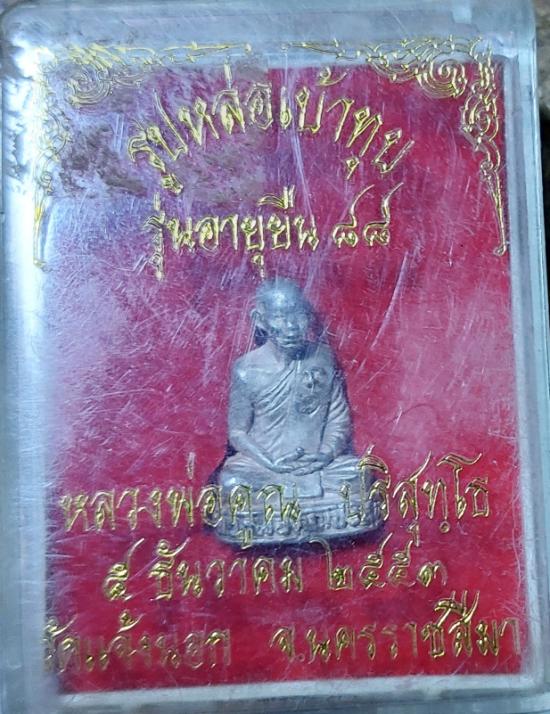 รูปหล่อเบ้าทุบ
รุ่นอายุยืน ๘๘
หลวงพ่อคูณ ปริสุทฺโธ
๕ ธันวาคม ๒๕๕๓
วัดแจ้งนอก จ.นครราชสีมา